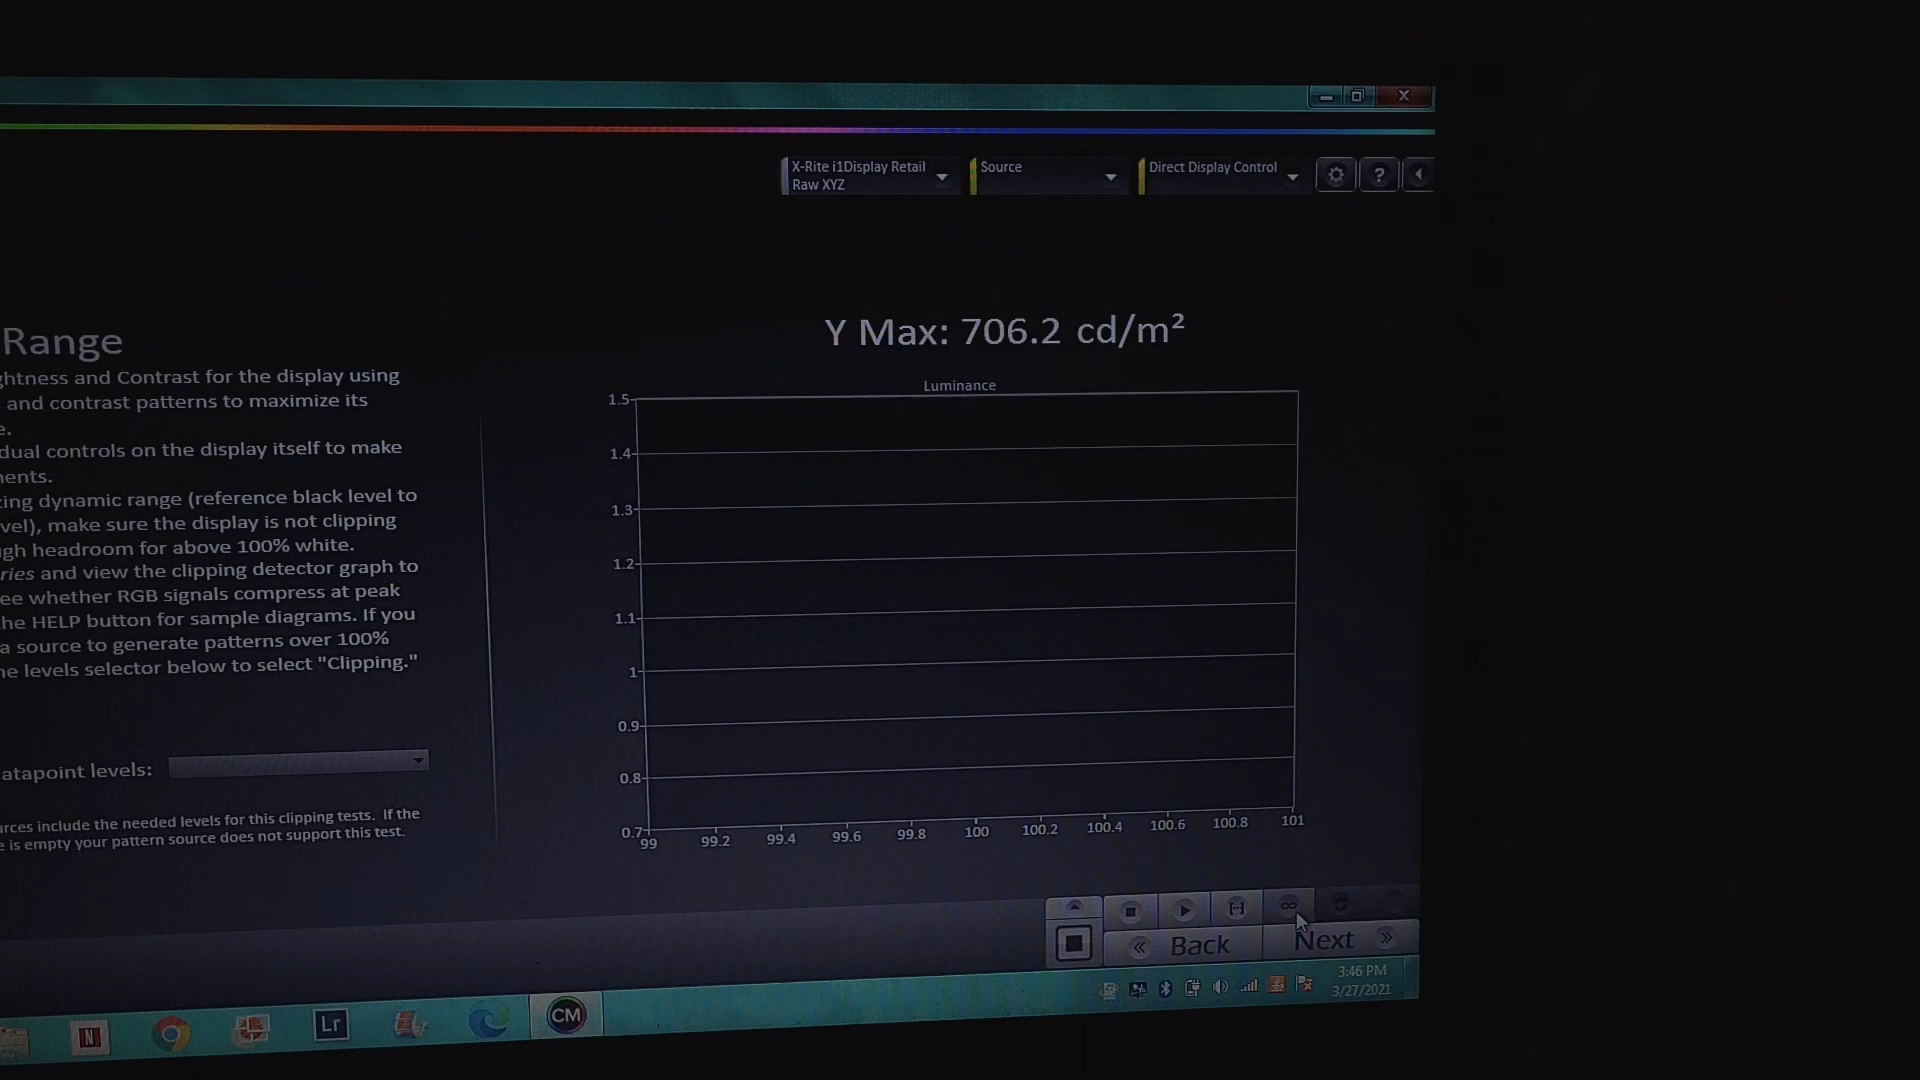 X-Rite i1Display Retail
Raw XYZ
Source
Direct Display Control
?
Range
ghtness and Contrast for the display using
and contrast patterns to maximize its
e.
dual controls on the display itself to make
nents.
zing dynamic range (reference black level to
vel), make sure the display is not clipping
ugh headroom for above 100% white.
ries and view the clipping detector graph to
ee whether RGB signals compress at peak
he HELP button for sample diagrams. If you
a source to generate patterns over 100%
he levels selector below to select "Clipping."
atapoint levels:
urces include the needed levels for this clipping tests. If the
e is empty your pattern source does not support this test.
Y Max: 706.2 cd/m²
Luminance
1.5
1.4
1.3
1.2
1.1
1
0.9
0.8
0.7
99 99.2 99.4 99.6 99.8 100 100.2 100.4 100.6 100.8 101
« Back
Next »
3:46 PM
3/27/2021
N
Lr
CM